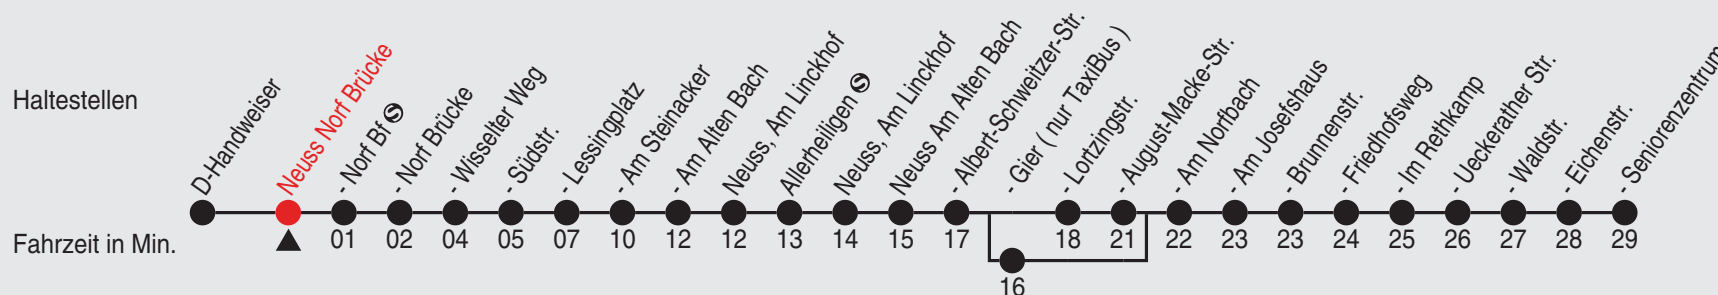 Haltestellen
D-Handweiser
Neuss Norf Brücke
- Norf Bf S
- Norf Brücke
- Wisselter Weg
- Südstr.
- Lessingplatz
- Am Steinacker
- Am Alten Bach
Neuss, Am Linckhof
Allerheiligen S
Neuss, Am Linckhof
Neuss Am Alten Bach
- Albert-Schweitzer-Str.
- Gier ( nur TaxiBus )
- Lortzingstr.
- August-Macke-Str.
- Am Norfbach
- Am Josefshaus
- Brunnenstr.
- Friedhofsweg
- Im Rethkamp
- Ueckerather Str.
- Waldstr.
- Eichenstr.
- Seniorenzentrum
Fahrzeit in Min. 01 02 04 05 07 10 12 12 13 14 15 17 18 21 22 23 23 24 25 26 27 28 29
16